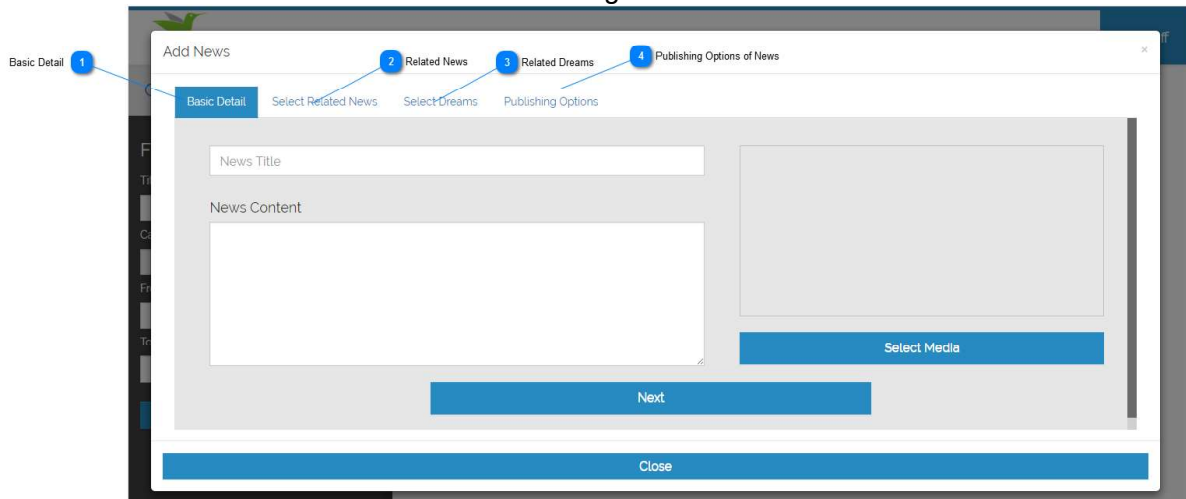 Add News
×
Basic Detail 1
2 Related News
3 Related Dreams
4 Publishing Options of News
Basic Detail
Select Related News
Select Dreams
Publishing Options
News Title
News Content
Select Media
Next
Close